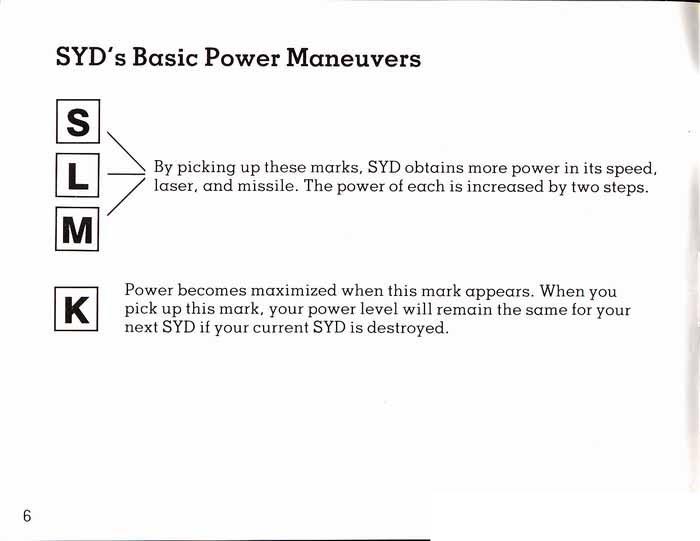 SYD's Basic Power Maneuvers
S
L
M
By picking up these marks, SYD obtains more power in its speed,
laser, and missile. The power of each is increased by two steps.
K
Power becomes maximized when this mark appears. When you
pick up this mark, your power level will remain the same for your
next SYD if your current SYD is destroyed.
6